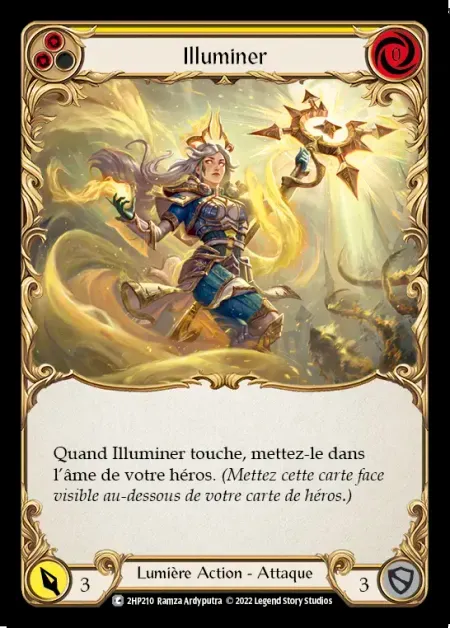 Illuminer
0
Quand Illuminer touche, mettez-le dans
l'âme de votre héros. (Mettez cette carte face
visible au-dessous de votre carte de héros.)
3
Lumière Action - Attaque
3
C 2HP210 Ramza Ardyputra © 2022 Legend Story Studios